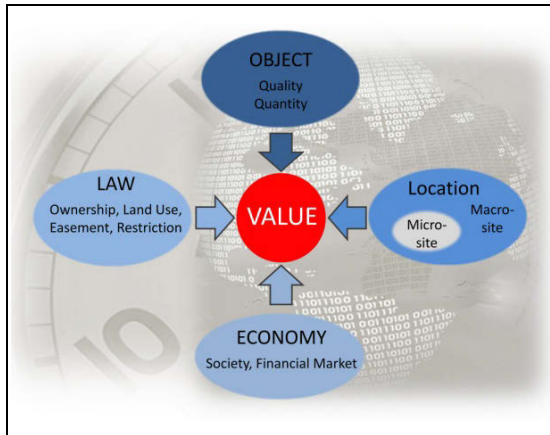 OBJECT
Quality
Quantity
LAW
Ownership, Land Use,
Easement, Restriction
VALUE
Location
Macro-
site
Micro-
site
ECONOMY
Society, Financial Market